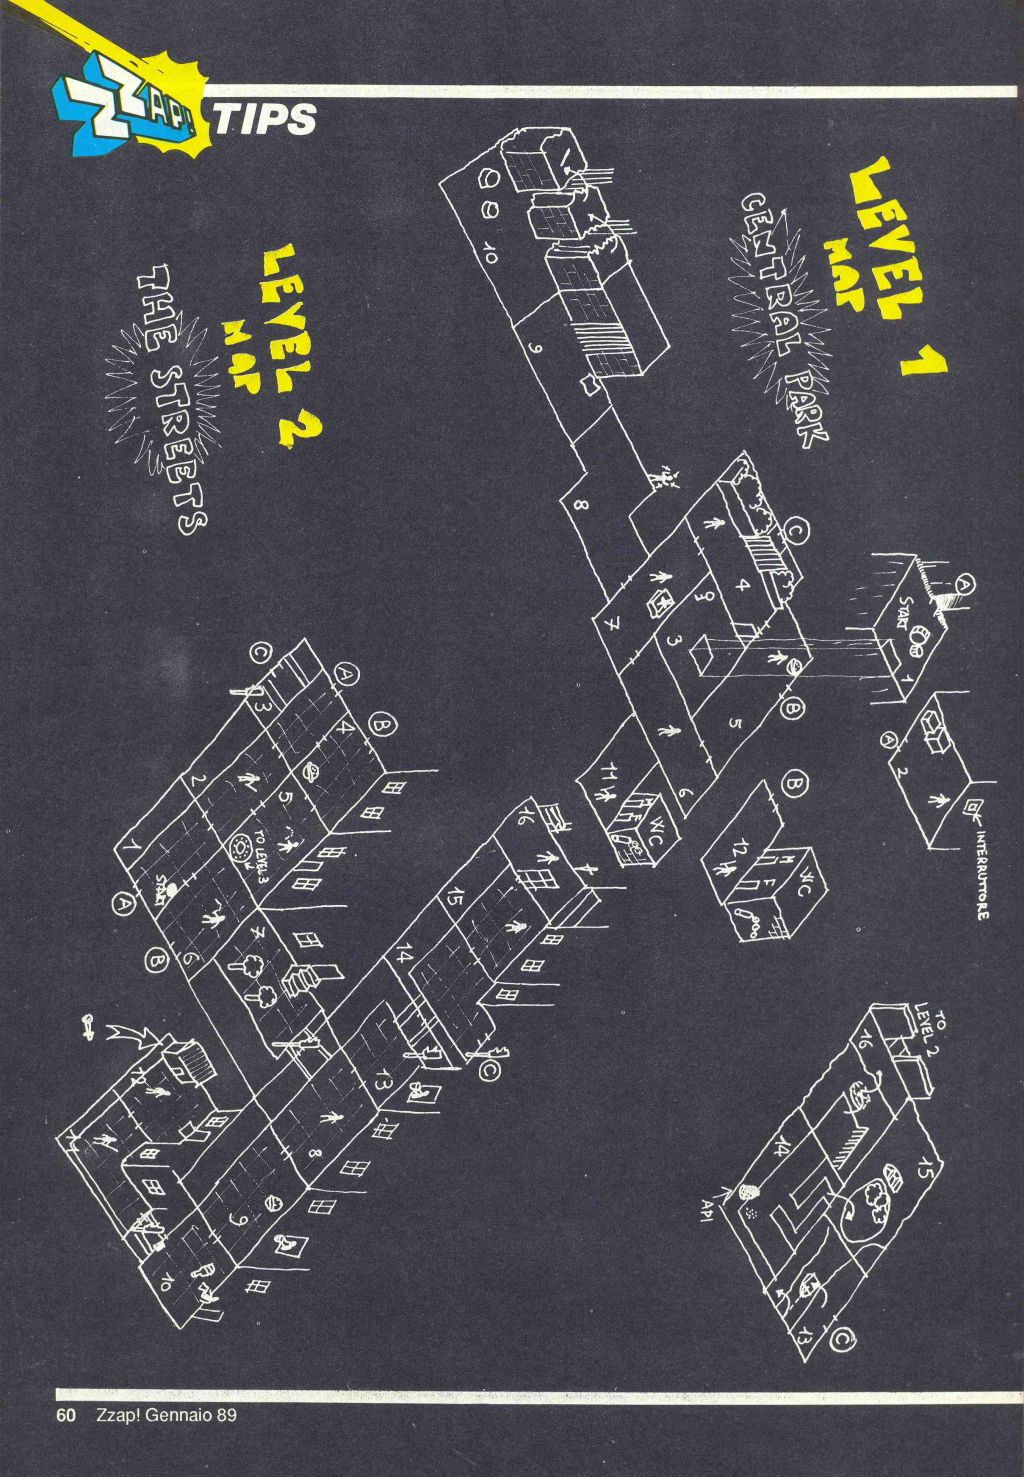 ZZAP!
TIPS
LEVEL 1
MAP
CENTRAL PARK
LEVEL 2
MAP
THE STREETS
10
9
8
7
C
4
3
B
5
6
A
START
1
A
2
INTERRUTTORE
11
WC
M
F
B
12
WC
M
F
TO
LEVEL 2
16
15
14
API
13
C
C
3
A
B
4
2
5
1
START
TO LEVEL 3
A
B
6
7
16
15
14
13
C
8
9
10
11
12
60 Zzap! Gennaio 89